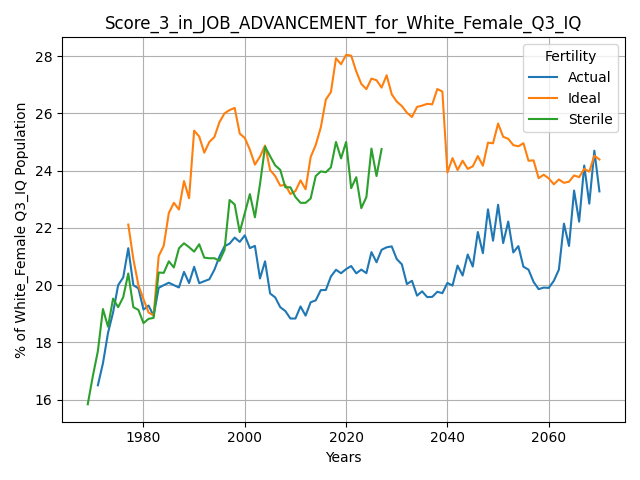 Score_3_in_JOB_ADVANCEMENT_for_White_Female_Q3_IQ
Fertility
Actual
Ideal
Sterile
% of White_Female Q3_IQ Population
28
26
24
22
20
18
16
1980
2000
2020
2040
2060
Years